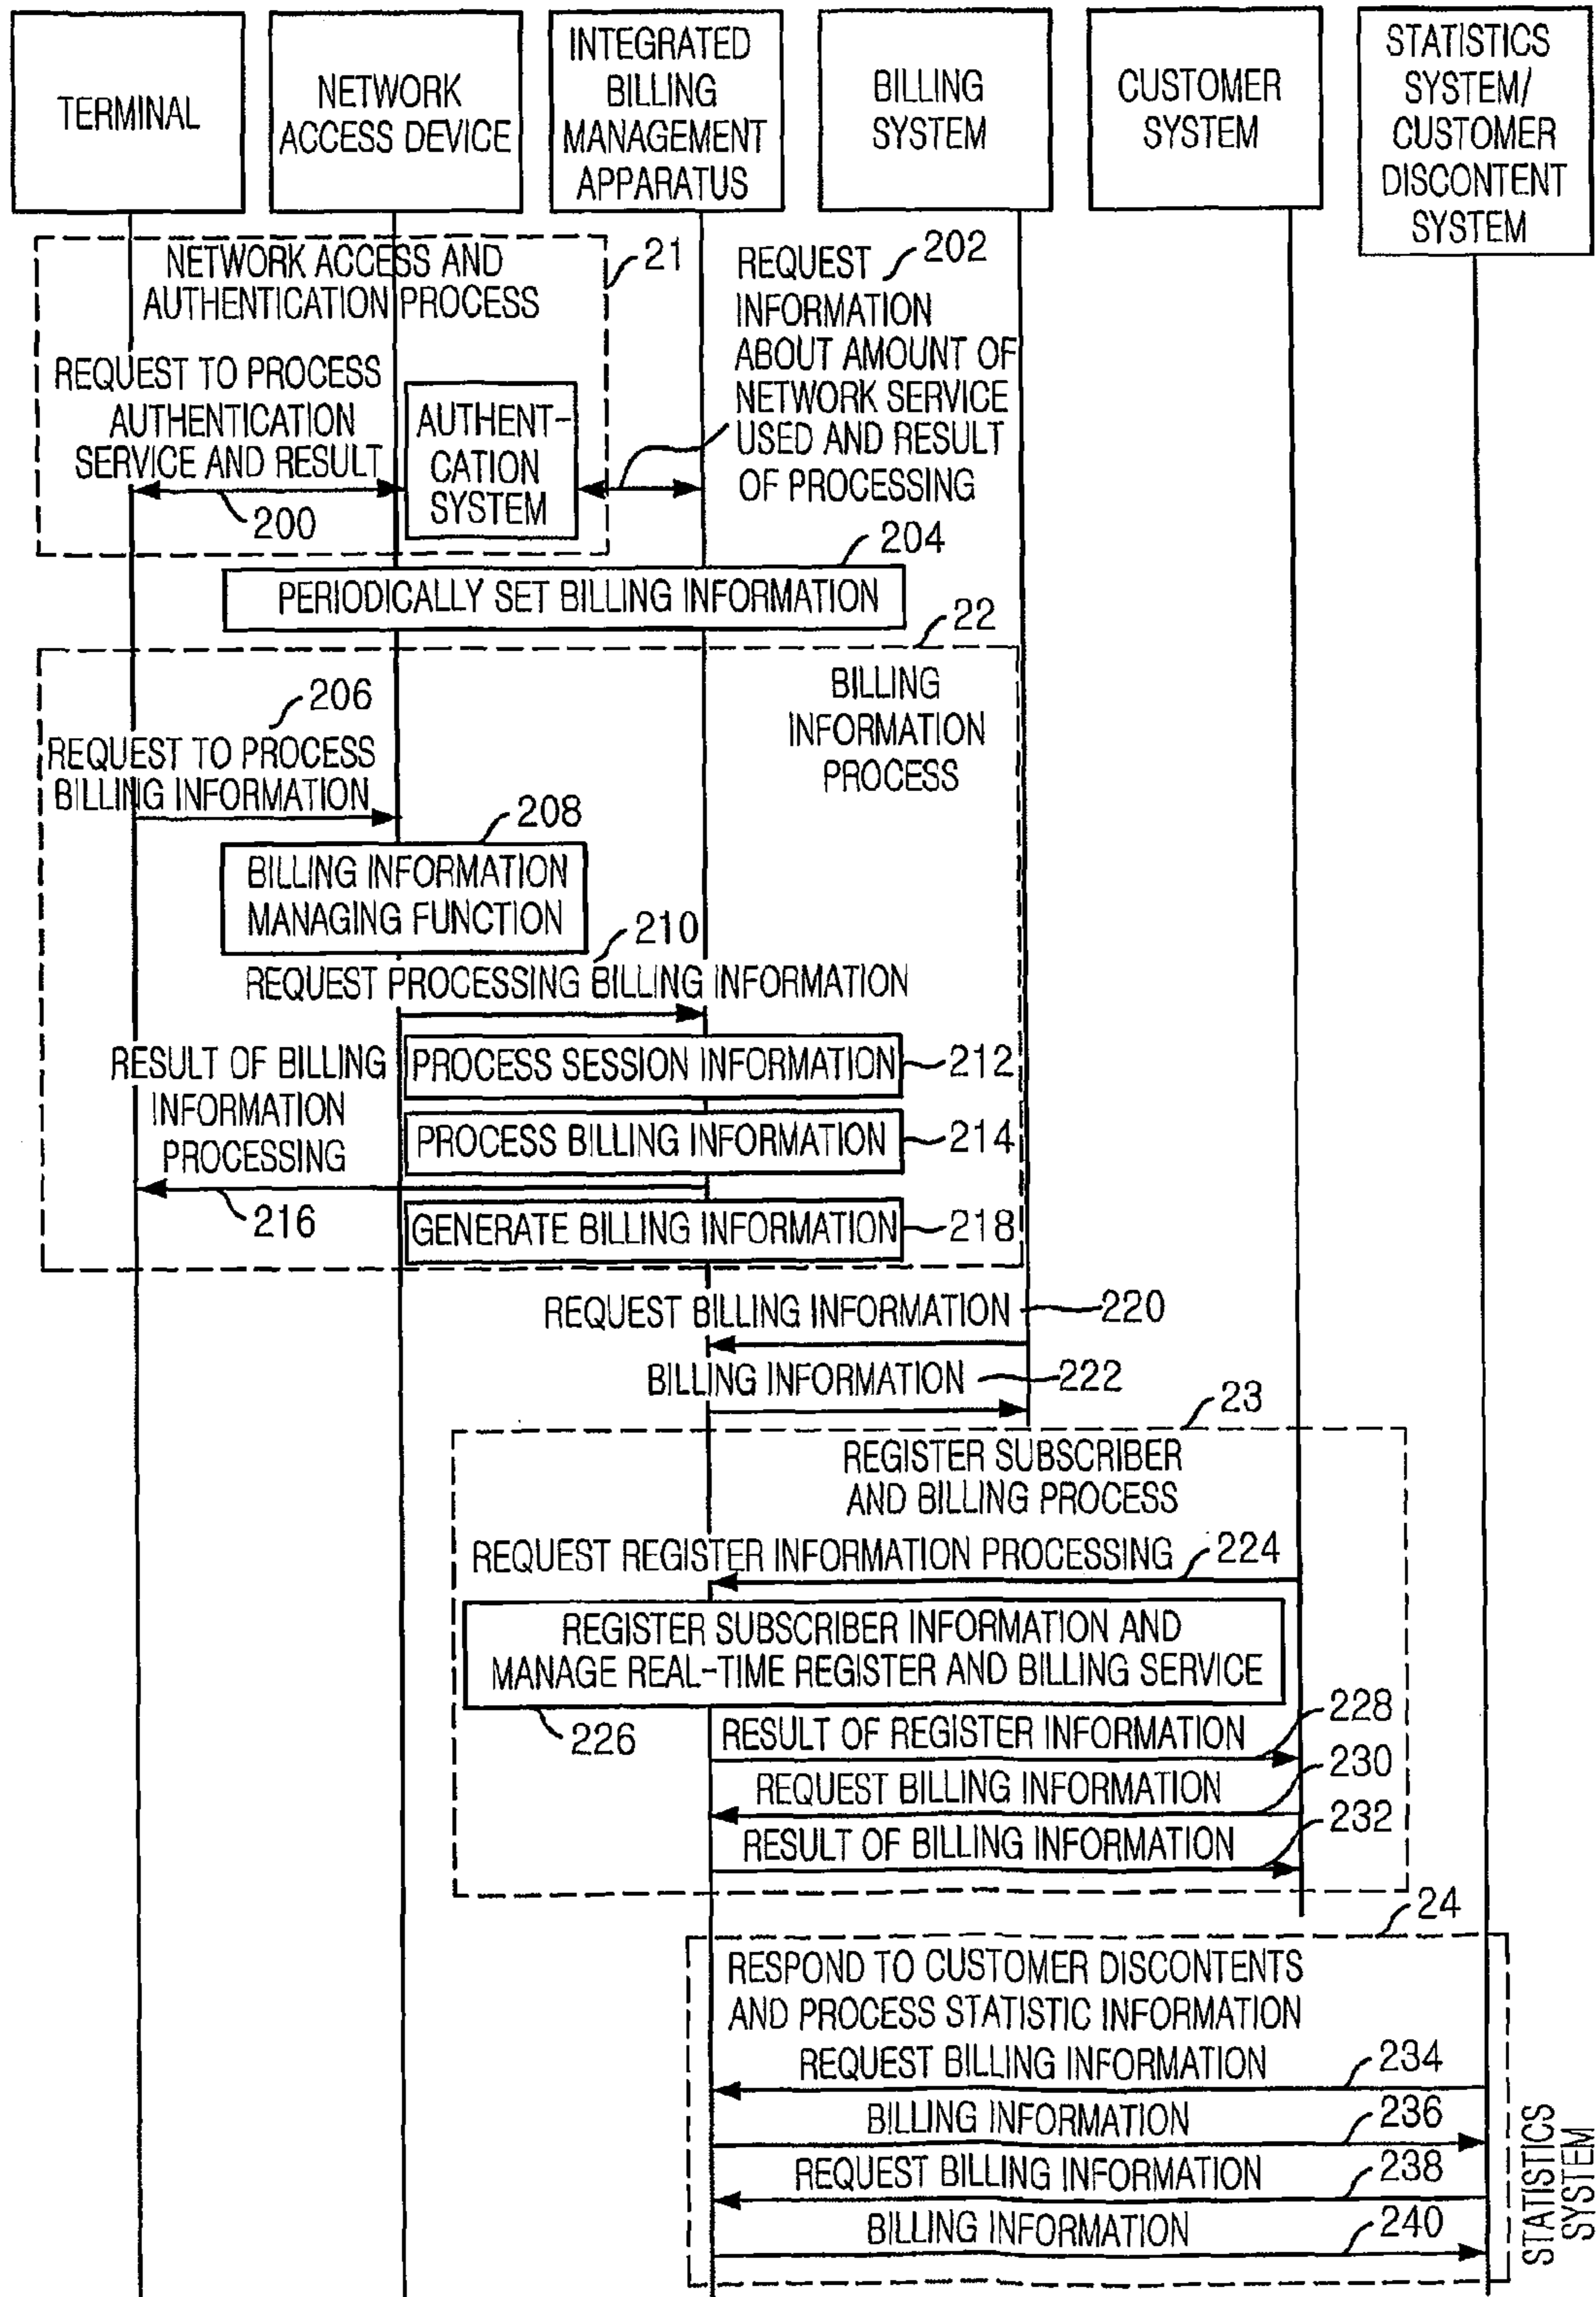 TERMINAL
NETWORK
ACCESS DEVICE
INTEGRATED
BILLING
MANAGEMENT
APPARATUS
BILLING
SYSTEM
CUSTOMER
SYSTEM
STATISTICS
SYSTEM/
CUSTOMER
DISCONTENT
SYSTEM
NETWORK ACCESS AND
AUTHENTICATION PROCESS
21
REQUEST TO PROCESS
AUTHENTICATION
SERVICE AND RESULT
200
AUTHENT-
CATION
SYSTEM
REQUEST
INFORMATION
ABOUT AMOUNT OF
NETWORK SERVICE
USED AND RESULT
OF PROCESSING
202
204
PERIODICALLY SET BILLING INFORMATION
22
BILLING
INFORMATION
PROCESS
206
REQUEST TO PROCESS
BILLING INFORMATION
208
BILLING INFORMATION
MANAGING FUNCTION
210
REQUEST PROCESSING BILLING INFORMATION
PROCESS SESSION INFORMATION
212
RESULT OF BILLING
INFORMATION
PROCESSING
PROCESS BILLING INFORMATION
214
216
GENERATE BILLING INFORMATION
218
REQUEST BILLING INFORMATION
220
BILLING INFORMATION
222
23
REGISTER SUBSCRIBER
AND BILLING PROCESS
REQUEST REGISTER INFORMATION PROCESSING
224
REGISTER SUBSCRIBER INFORMATION AND
MANAGE REAL-TIME REGISTER AND BILLING SERVICE
226
RESULT OF REGISTER INFORMATION
228
REQUEST BILLING INFORMATION
230
RESULT OF BILLING INFORMATION
232
24
RESPOND TO CUSTOMER DISCONTENTS
AND PROCESS STATISTIC INFORMATION
REQUEST BILLING INFORMATION
234
BILLING INFORMATION
236
REQUEST BILLING INFORMATION
238
BILLING INFORMATION
240
STATISTICS
SYSTEM